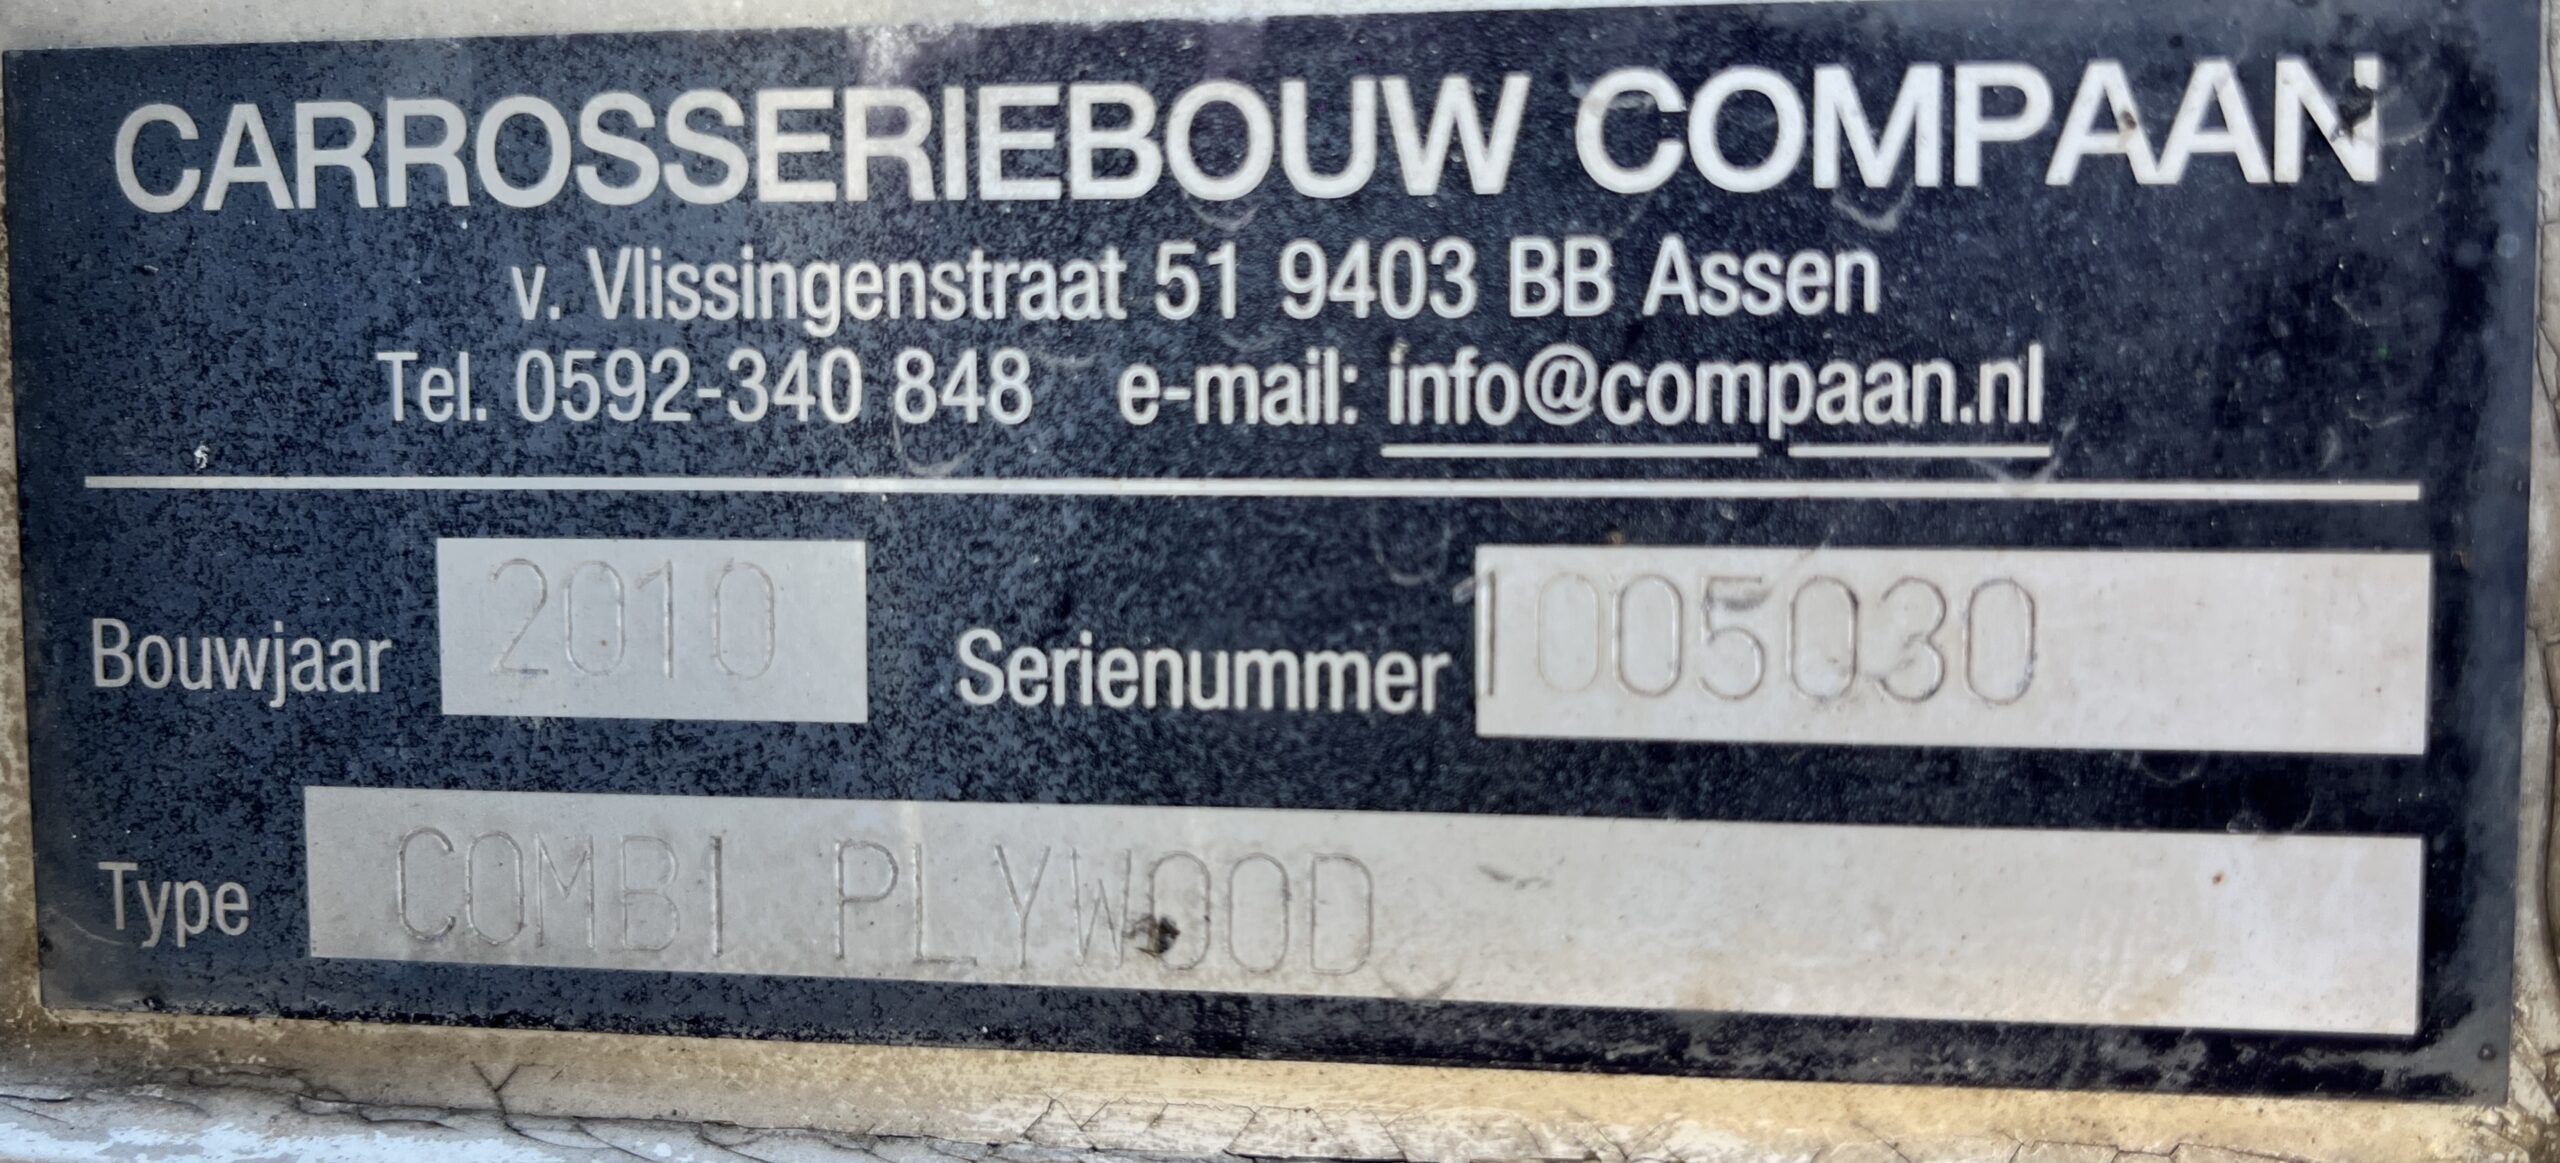 CARROSSERIEBOUW COMPAAN
v. Vlissingenstraat 51 9403 BB Assen
Tel. 0592-340 848 e-mail: info@compaan.nl
Bouwjaar 2010 Serienummer 1005030
Type COMBI PLYWOOD